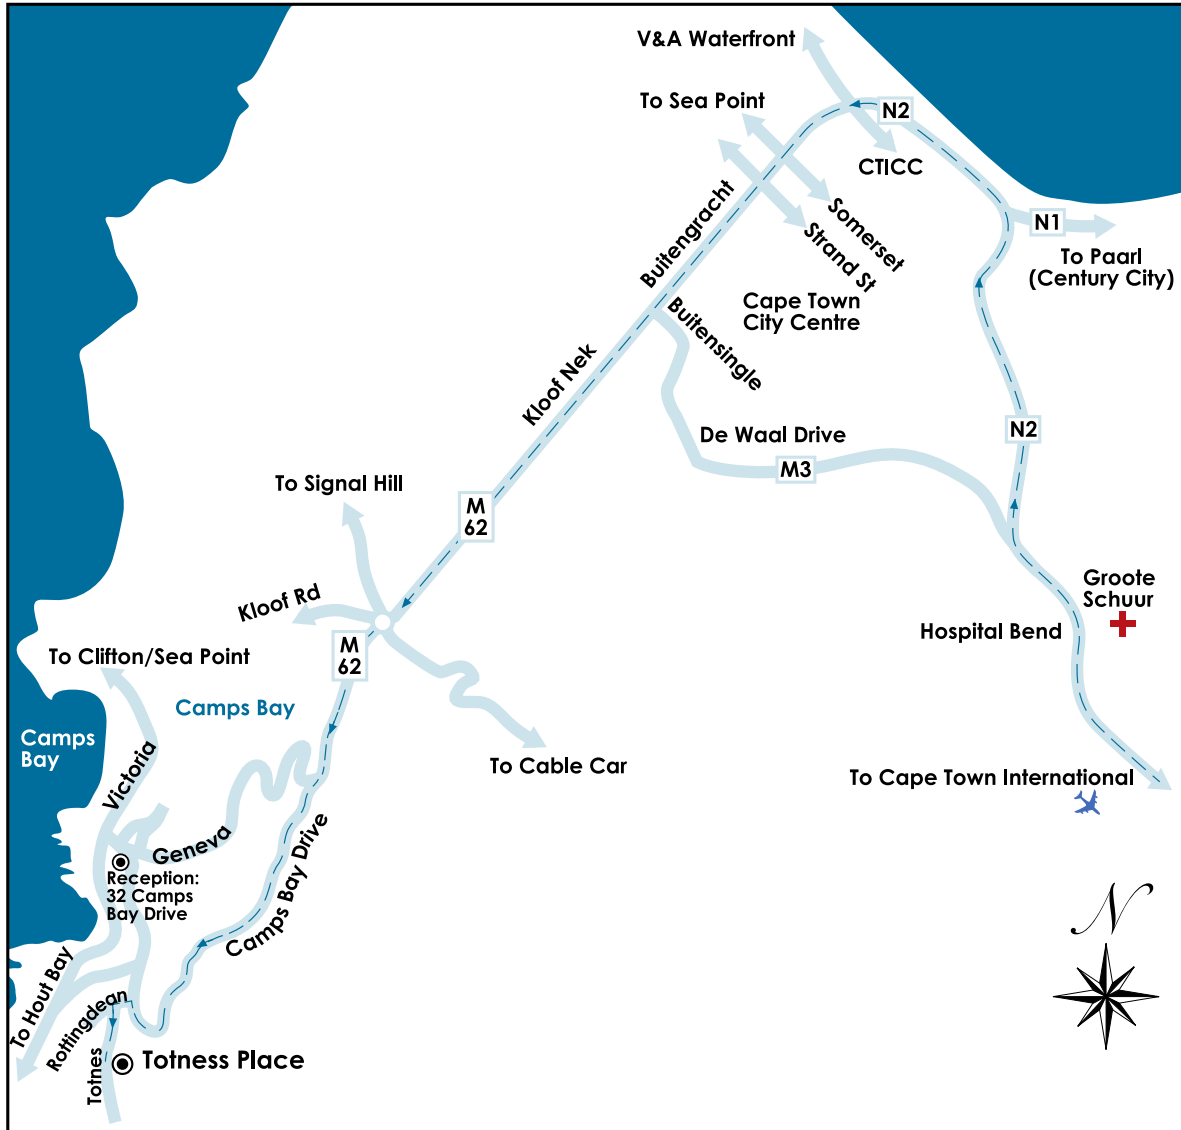 V&A Waterfront
To Sea Point
N2
CTICC
N1
To Paarl
(Century City)
Somerset
Strand St
Buitengracht
Cape Town
City Centre
Buitensingle
Kloof Nek
N2
De Waal Drive
M3
To Signal Hill
M
62
Groote
Schuur
Kloof Rd
Hospital Bend
To Clifton/Sea Point
M
62
Camps Bay
Camps
Bay
Victoria
To Cable Car
To Cape Town International
Geneva
Camps Bay Drive
Reception:
32 Camps
Bay Drive
N
To Hout Bay
Rottingdean
Totnes
Totness Place